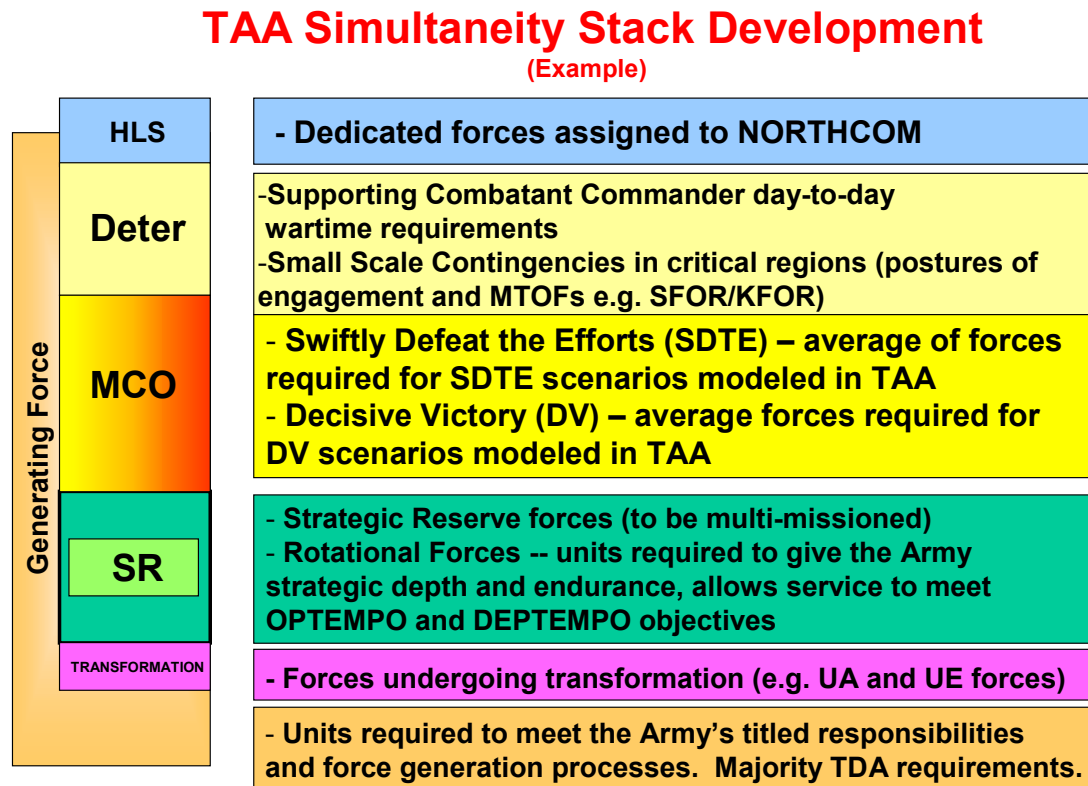 TAA Simultaneity Stack Development
(Example)
Generating Force
HLS
- Dedicated forces assigned to NORTHCOM
Deter
-Supporting Combatant Commander day-to-day
wartime requirements
-Small Scale Contingencies in critical regions (postures of
engagement and MTOFs e.g. SFOR/KFOR)
MCO
- Swiftly Defeat the Efforts (SDTE) – average of forces
required for SDTE scenarios modeled in TAA
- Decisive Victory (DV) – average forces required for
DV scenarios modeled in TAA
SR
- Strategic Reserve forces (to be multi-missioned)
- Rotational Forces -- units required to give the Army
strategic depth and endurance, allows service to meet
OPTEMPO and DEPTEMPO objectives
TRANSFORMATION
- Forces undergoing transformation (e.g. UA and UE forces)
- Units required to meet the Army’s titled responsibilities
and force generation processes.  Majority TDA requirements.